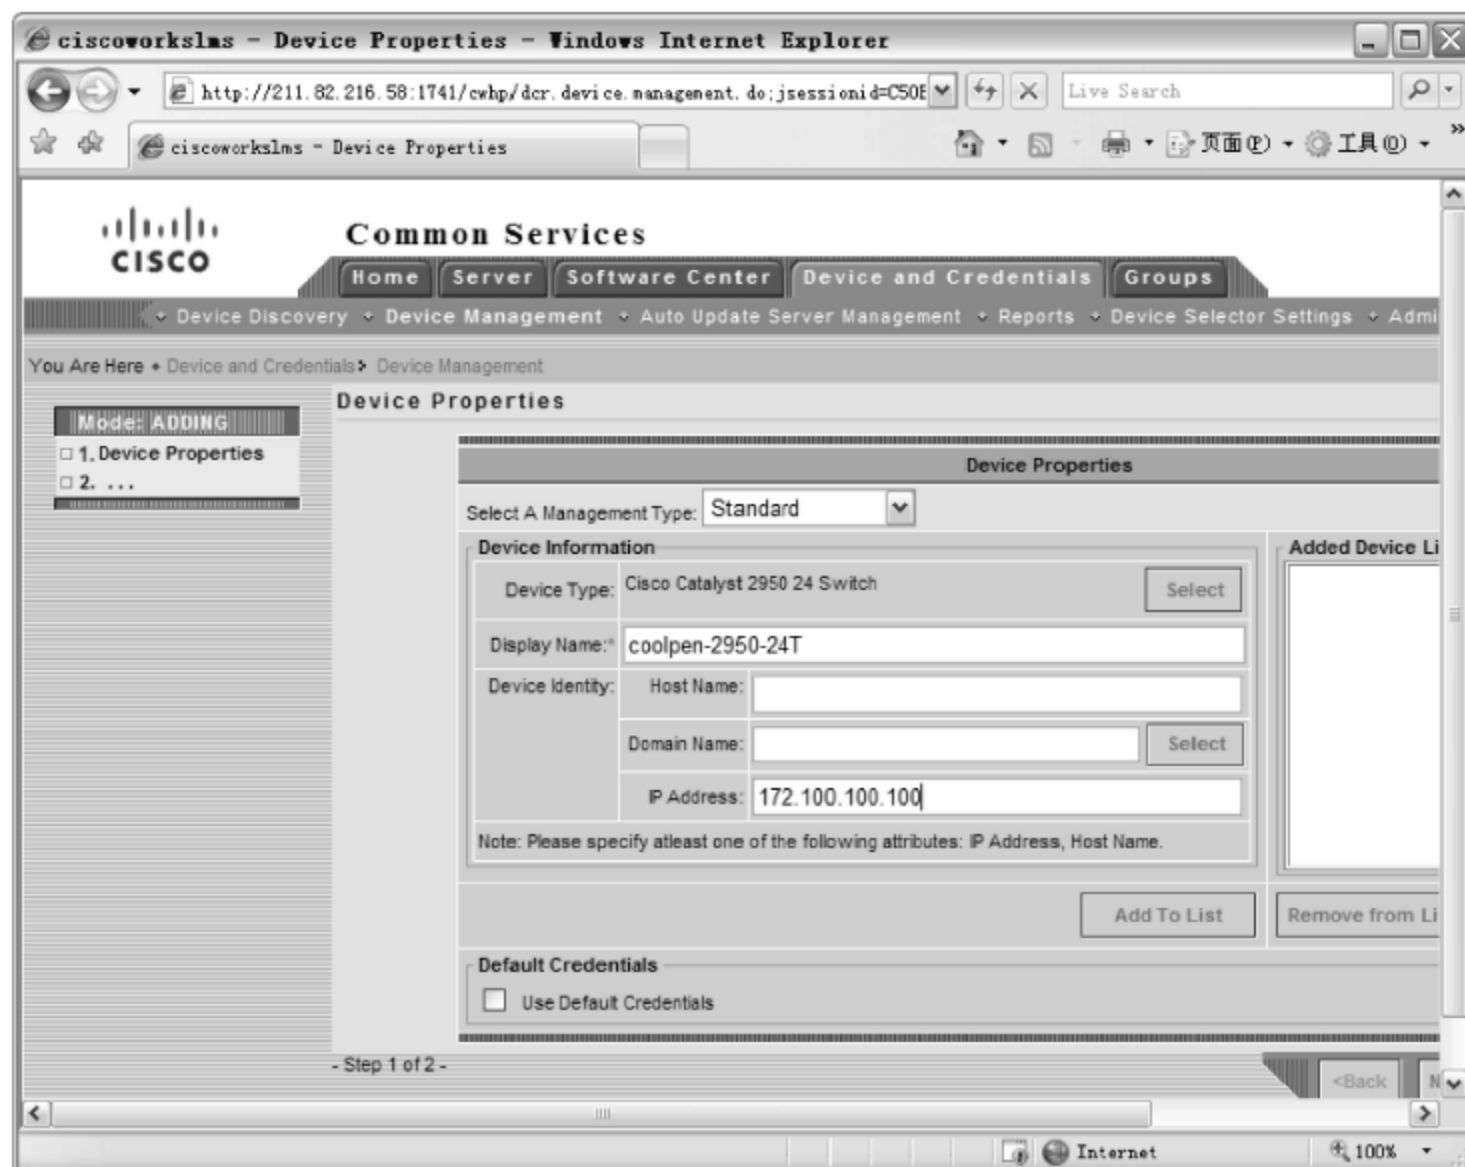 ciscoworkslms - Device Properties - Windows Internet Explorer
http://211.82.216.58:1741/cwhp/dcr.device.management.do;jsessionid=C50E
Live Search
ciscoworkslms - Device Properties
页面(P)
工具(O)
»
CISCO
Common Services
Home Server Software Center Device and Credentials Groups
Device Discovery Device Management Auto Update Server Management Reports Device Selector Settings Admi
You Are Here Device and Credentials Device Management
Device Properties
Mode: ADDING
1. Device Properties
2. ...
Device Properties
Select A Management Type: Standard
Device Information
Added Device Li
Device Type: Cisco Catalyst 2950 24 Switch Select
Display Name:* coolpen-2950-24T
Device Identity: Host Name:
Domain Name: Select
IP Address: 172.100.100.100
Note: Please specify atleast one of the following attributes: IP Address, Host Name.
Add To List
Remove from Li
Default Credentials
Use Default Credentials
- Step 1 of 2 -
<Back N
Internet
100%